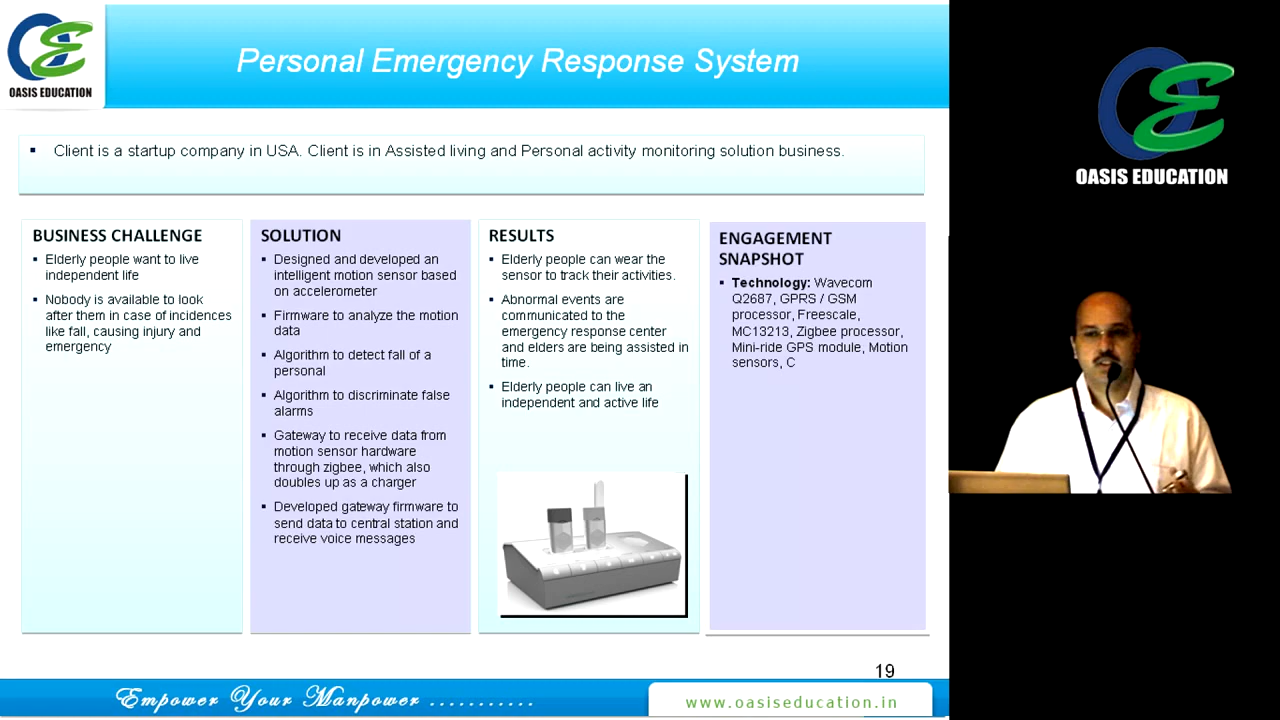 OASIS EDUCATION
Personal Emergency Response System
▪ Client is a startup company in USA. Client is in Assisted living and Personal activity monitoring solution business.
BUSINESS CHALLENGE
▪ Elderly people want to live
independent life
▪ Nobody is available to look
after them in case of incidences
like fall, causing injury and
emergency
SOLUTION
▪ Designed and developed an
intelligent motion sensor based
on accelerometer
▪ Firmware to analyze the motion
data
▪ Algorithm to detect fall of a
personal
▪ Algorithm to discriminate false
alarms
▪ Gateway to receive data from
motion sensor hardware
through zigbee, which also
doubles up as a charger
▪ Developed gateway firmware to
send data to central station and
receive voice messages
RESULTS
▪ Elderly people can wear the
sensor to track their activities.
▪ Abnormal events are
communicated to the
emergency response center
and elders are being assisted in
time.
▪ Elderly people can live an
independent and active life
ENGAGEMENT
SNAPSHOT
▪ Technology: Wavecom
Q2687, GPRS / GSM
processor, Freescale,
MC13213, Zigbee processor,
Mini-ride GPS module, Motion
sensors, C
19
Empower Your Manpower ...........
www.oasiseducation.in
OASIS EDUCATION